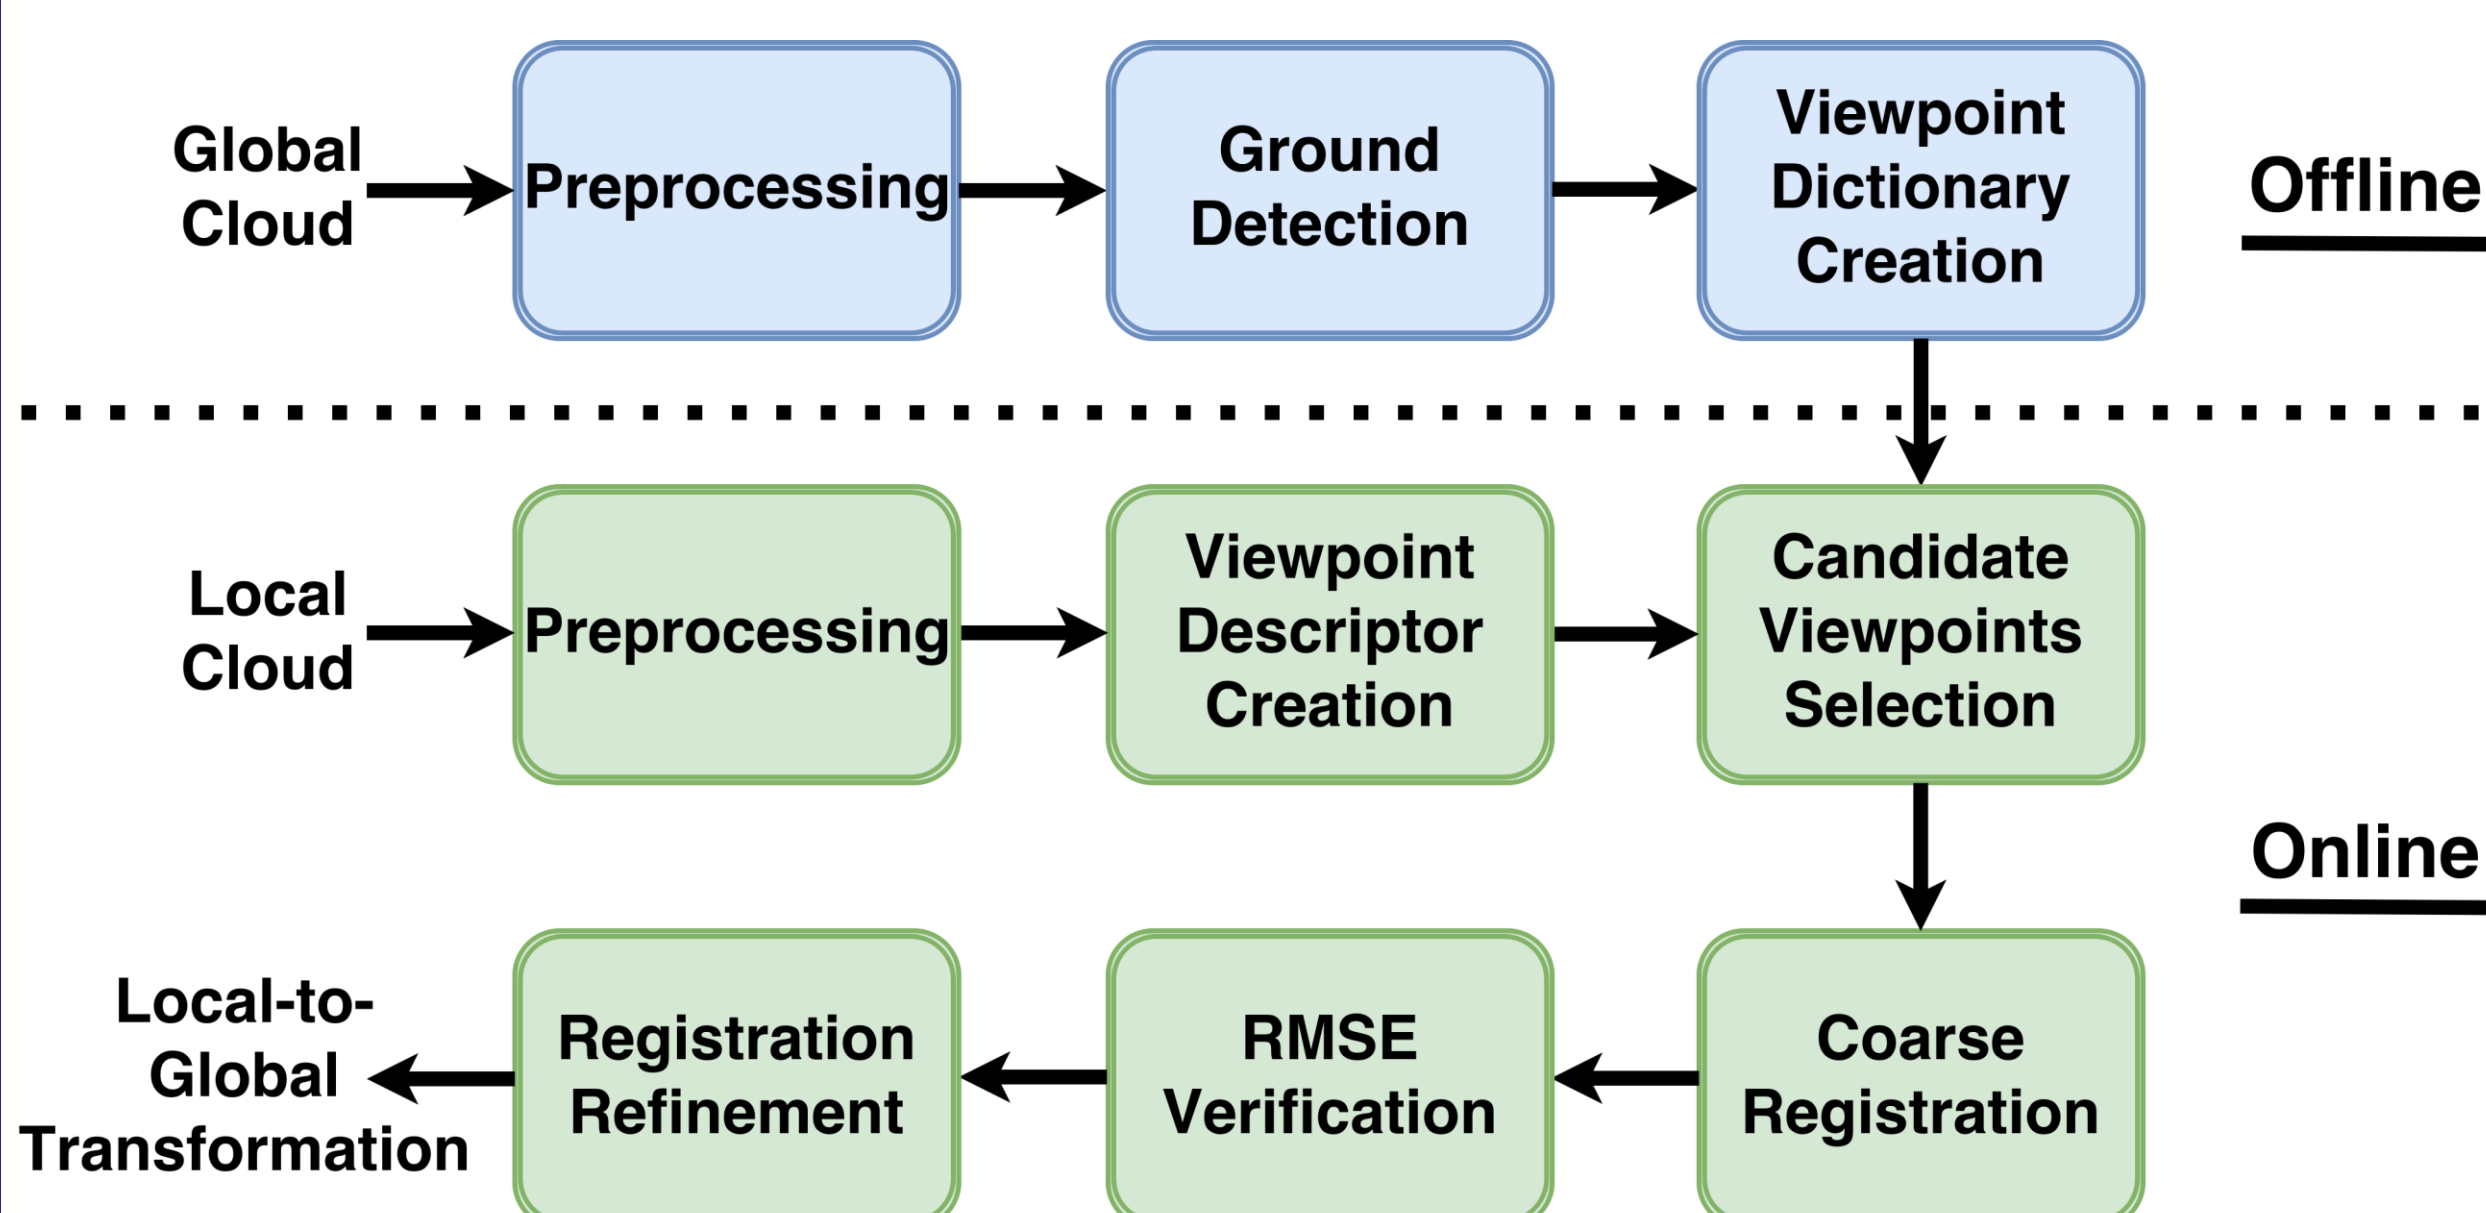 Global
Cloud
Preprocessing
Ground
Detection
Viewpoint
Dictionary
Creation
Offline
Local
Cloud
Preprocessing
Viewpoint
Descriptor
Creation
Candidate
Viewpoints
Selection
Online
Local-to-
Global
Transformation
Registration
Refinement
RMSE
Verification
Coarse
Registration